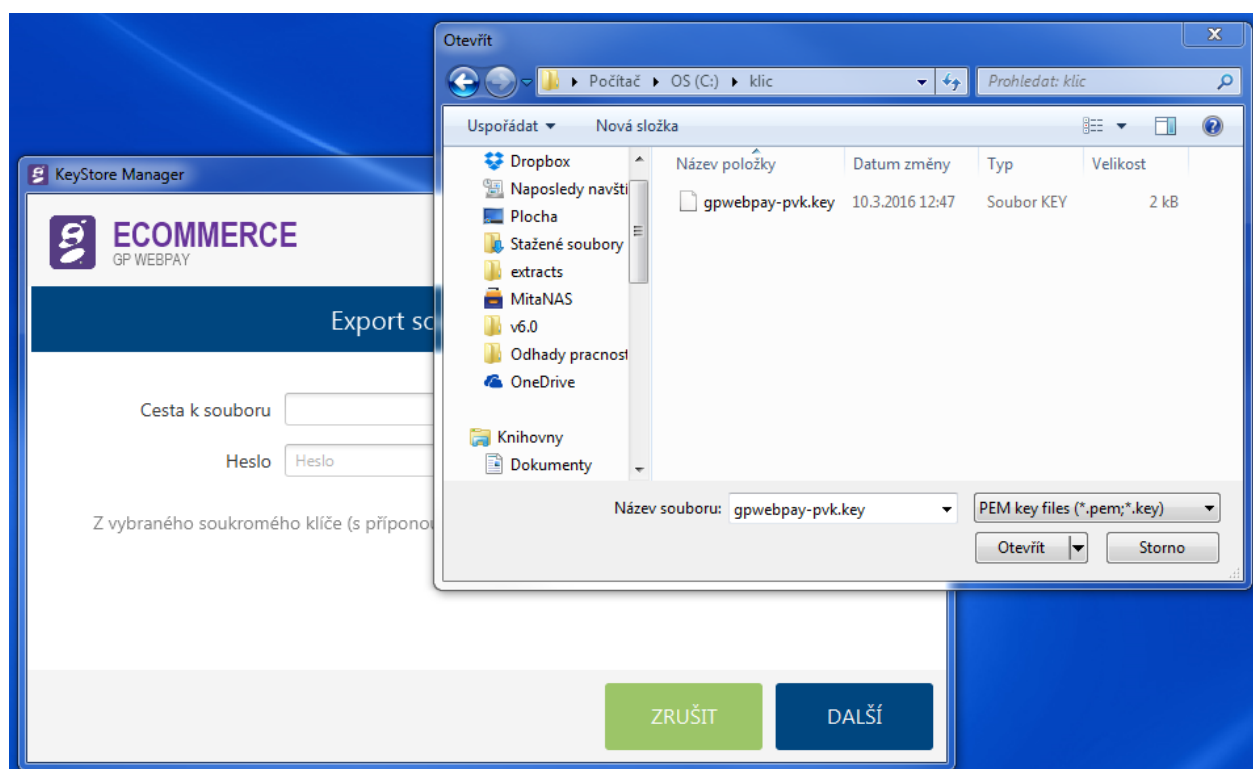 Otevřít
Počítač ▸ OS (C:) ▸ klic
Prohledat: klic
Uspořádat
Nová složka
Název položky
Datum změny
Typ
Velikost
Dropbox
Naposledy navšti
Plocha
Stažené soubory
extracts
MitaNAS
v6.0
Odhady pracnost
OneDrive
Knihovny
Dokumenty
gpwebpay-pvk.key
10.3.2016 12:47
Soubor KEY
2 kB
Název souboru:
gpwebpay-pvk.key
PEM key files (*.pem;*.key)
Otevřít
Storno
KeyStore Manager
ECOMMERCE
GP WEBPAY
Export so
Cesta k souboru
Heslo
Heslo
Z vybraného soukromého klíče (s příponou
ZRUŠIT
DALŠÍ